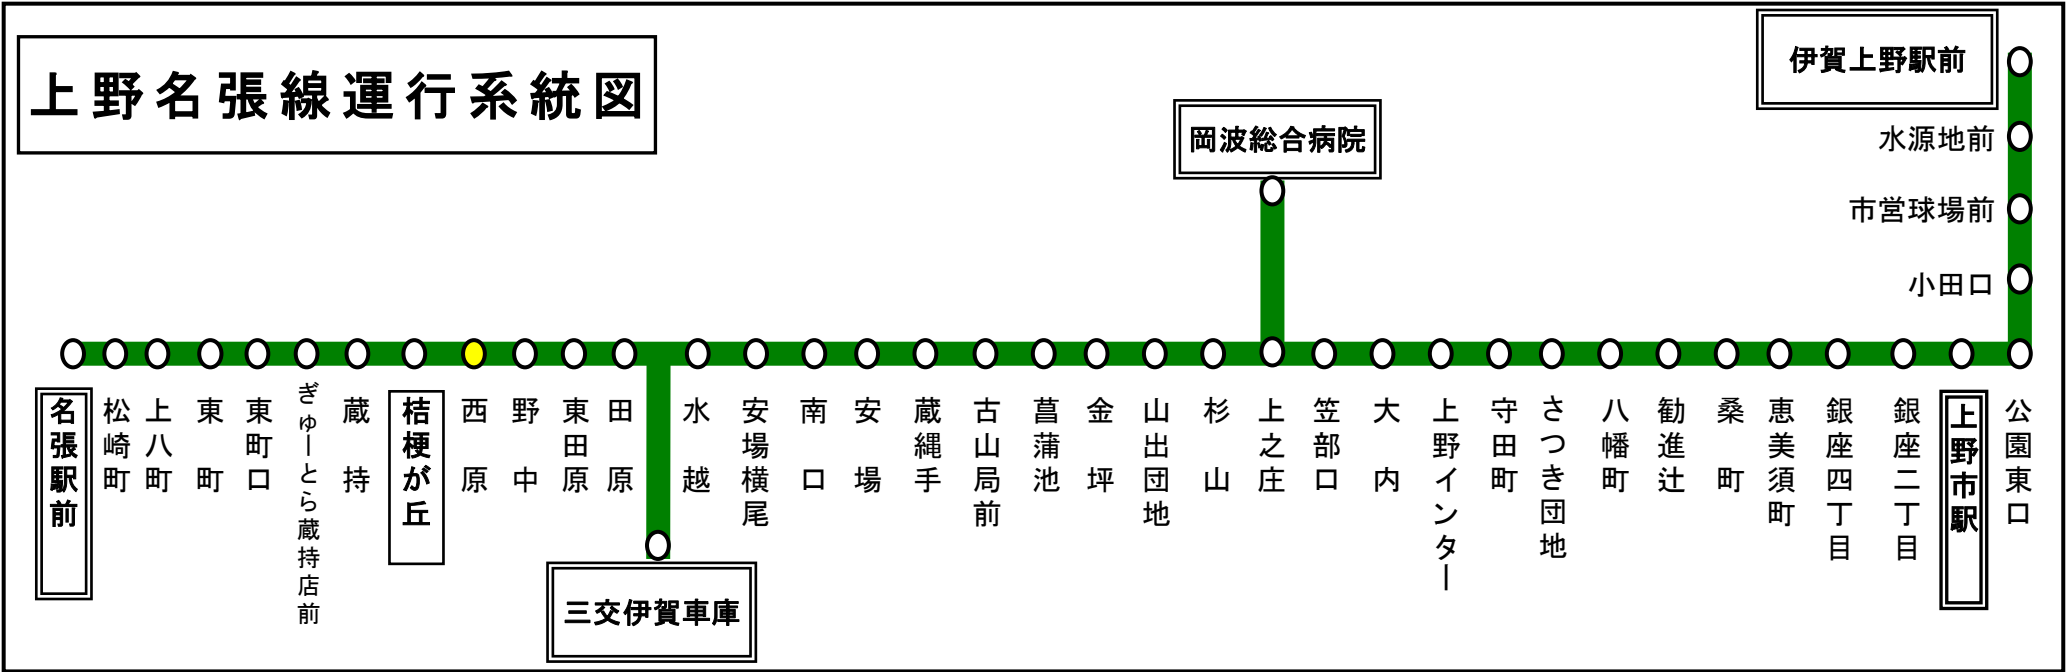 上野名張線運行系統図
伊賀上野駅前
岡波総合病院
水源地前
市営球場前
小田口
名張駅前
松崎町
上八町
東町
東町口
ぎゅーとら蔵持店前
蔵持
桔梗が丘
西原
野中
東田原
田原
水越
安場横尾
南口
安場
蔵縄手
古山局前
菖蒲池
金坪
山出団地
杉山
上之庄
笠部口
大内
上野インター
守田町
さつき団地
八幡町
勧進辻
桑町
恵美須町
銀座四丁目
銀座二丁目
上野市駅
公園東口
三交伊賀車庫